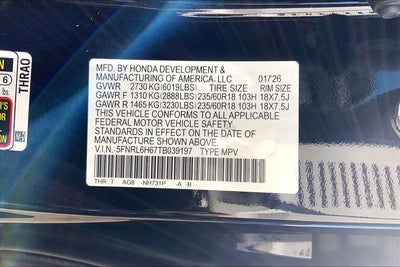 MFD. BY HONDA DEVELOPMENT &
MANUFACTURING OF AMERICA, LLC 01/26
GVWR 2730 KG (6019LBS) TIRE SIZE RIM SIZE
GAWR F 1310 KG (2888LBS) 235/60R18 103H 18X7.5J
GAWR R 1465 KG (3230LBS) 235/60R18 103H 18X7.5J
THIS VEHICLE CONFORMS TO ALL APPLICABLE
FEDERAL MOTOR VEHICLE SAFETY
STANDARDS IN EFFECT ON THE DATE OF
MANUFACTURE SHOWN ABOVE.
V.I.N. 5FNRL6H67TB039197 TYPE:MPV
THR T AG8 -NH731P -A -B
THRAO
6